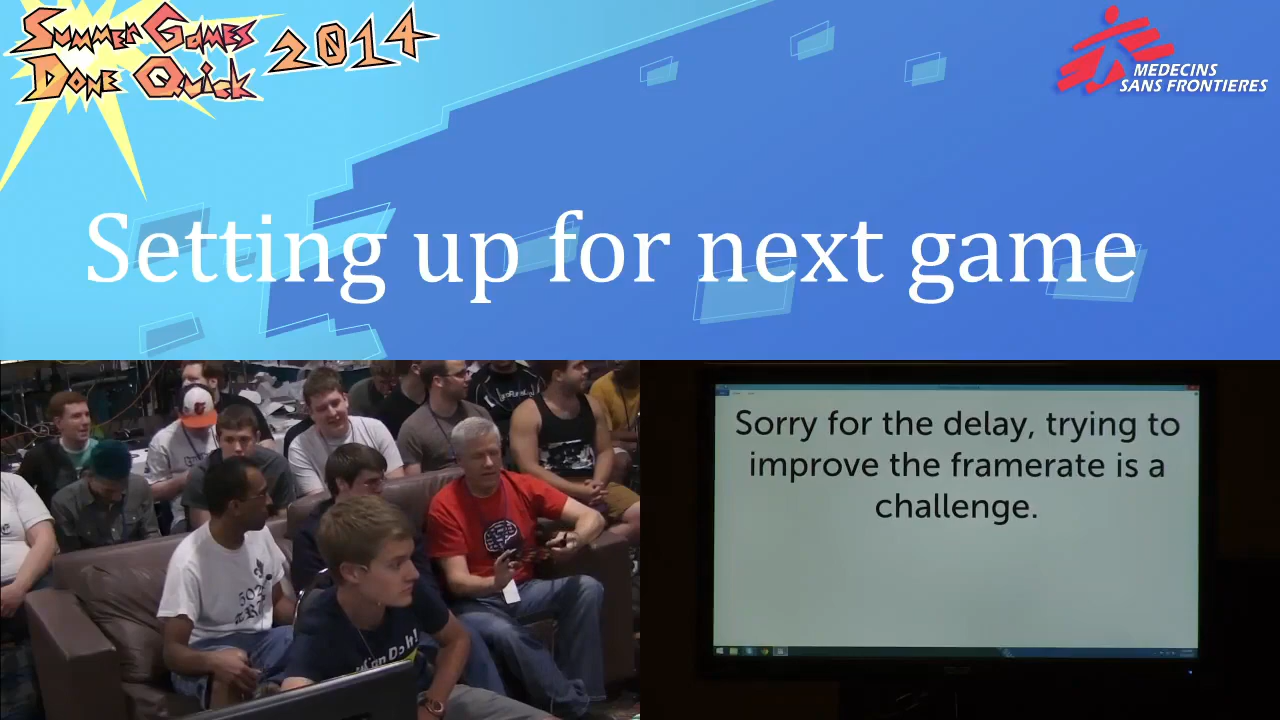 Summer Games
Done Quick
2014
MEDECINS
SANS FRONTIERES
Setting up for next game
Sorry for the delay, trying to
improve the framerate is a
challenge.